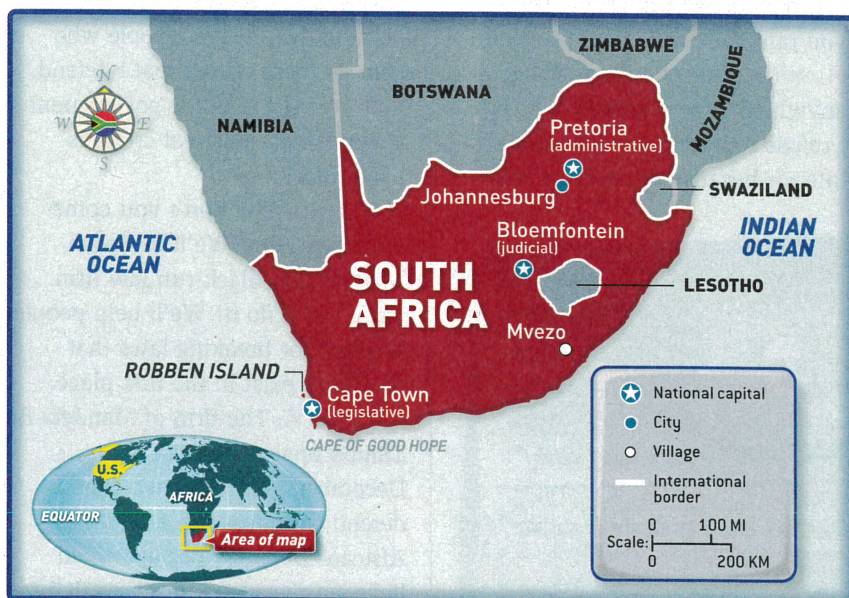 ZIMBABWE
BOTSWANA
MOZAMBIQUE
NAMIBIA
N
W E
S
Pretoria
(administrative)
Johannesburg
SWAZILAND
Bloemfontein
(judicial)
ATLANTIC
OCEAN
INDIAN
OCEAN
SOUTH
AFRICA
LESOTHO
Mvezo
ROBBEN ISLAND
Cape Town
(legislative)
CAPE OF GOOD HOPE
U.S.
AFRICA
EQUATOR
Area of map
National capital
City
Village
International
border
0 100 MI
Scale:
0 200 KM